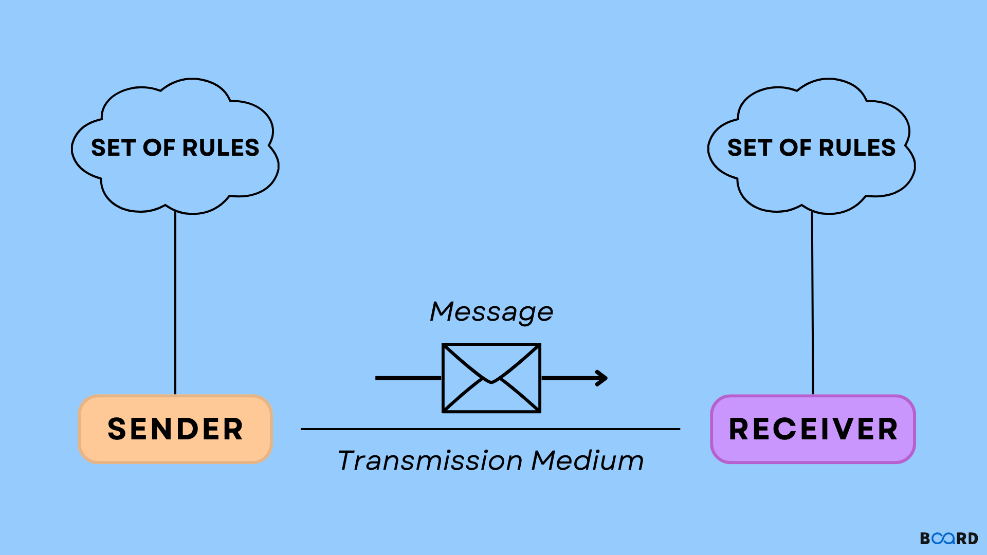 SET OF RULES
SET OF RULES
Message
SENDER
RECEIVER
Transmission Medium
BOARD